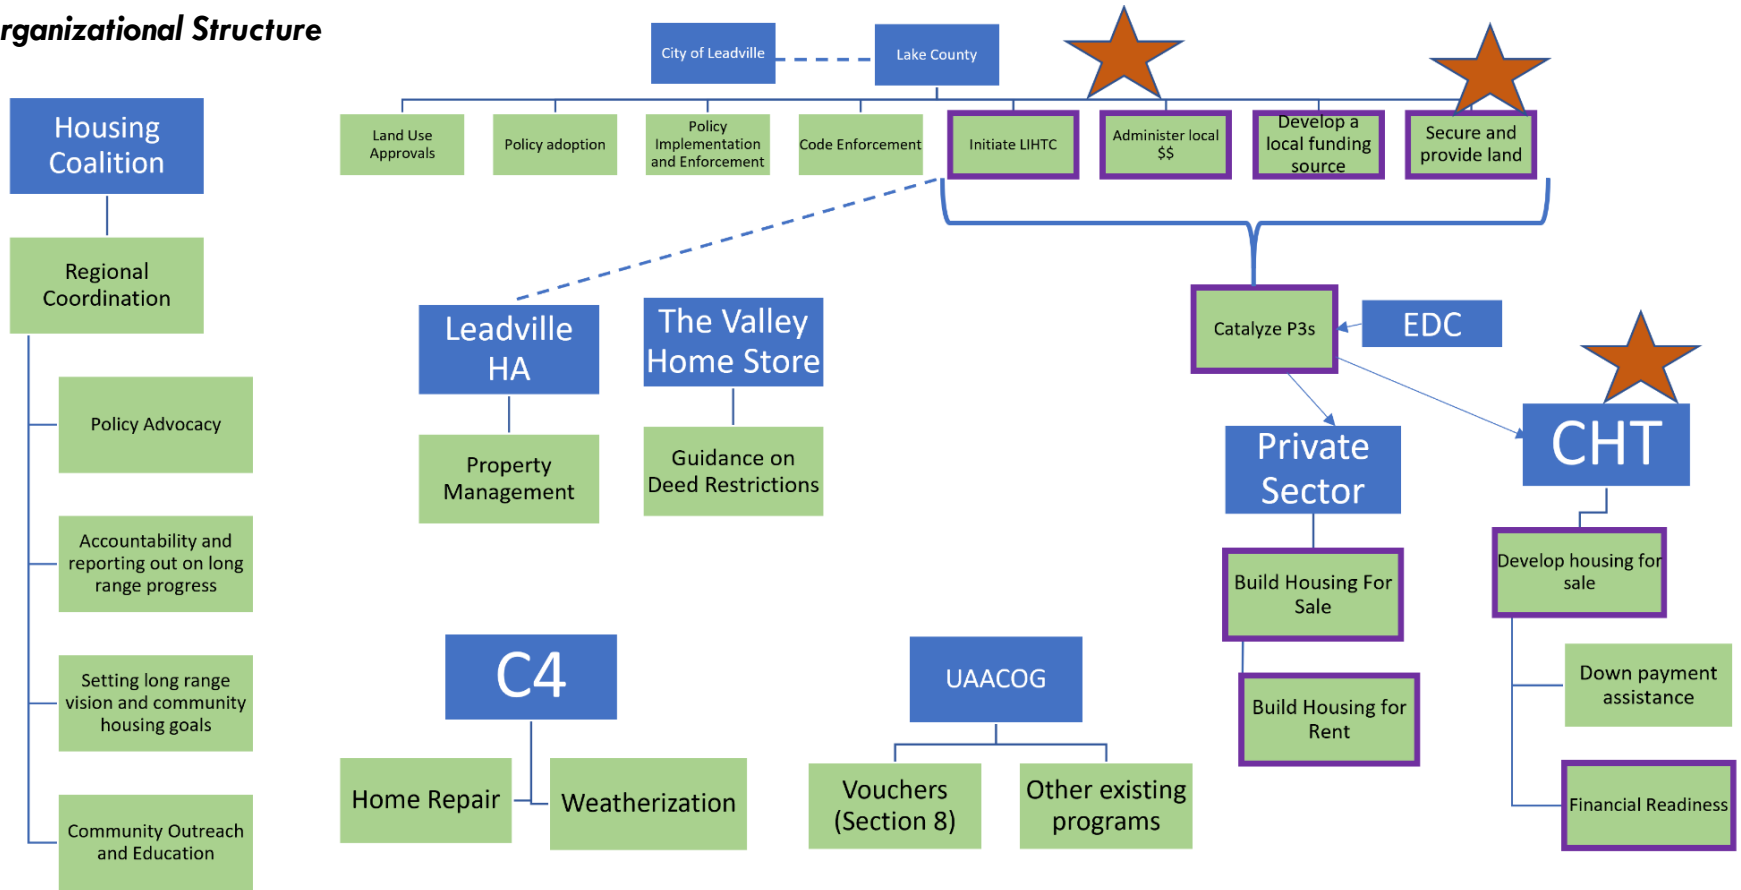 rganizational Structure
City of Leadville
Lake County
Land Use
Approvals
Policy adoption
Policy
Implementation
and Enforcement
Code Enforcement
Initiate LIHTC
Administer local
$$
Develop a
local funding
source
Secure and
provide land
Housing
Coalition
Regional
Coordination
Policy Advocacy
Accountability and
reporting out on long
range progress
Setting long range
vision and community
housing goals
Community Outreach
and Education
Leadville
HA
Property
Management
The Valley
Home Store
Guidance on
Deed Restrictions
Catalyze P3s
EDC
Private
Sector
Build Housing For
Sale
Build Housing for
Rent
CHT
Develop housing for
sale
Down payment
assistance
Financial Readiness
C4
Home Repair
Weatherization
UAACOG
Vouchers
(Section 8)
Other existing
programs